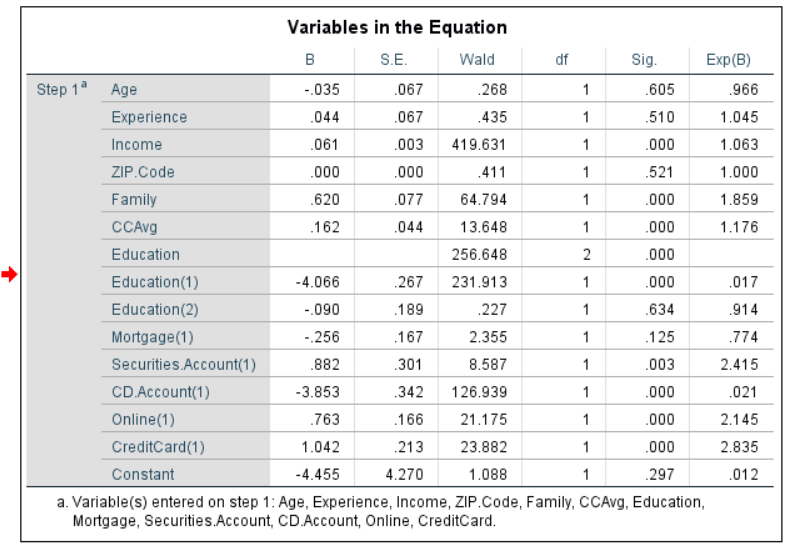 Variables in the Equation
B S.E. Wald df Sig. Exp(B)
Step 1a Age -.035 .067 .268 1 .605 .966
Experience .044 .067 .435 1 .510 1.045
Income .061 .003 419.631 1 .000 1.063
ZIP.Code .000 .000 .411 1 .521 1.000
Family .620 .077 64.794 1 .000 1.859
CCAvg .162 .044 13.648 1 .000 1.176
Education 256.648 2 .000
Education(1) -4.066 .267 231.913 1 .000 .017
Education(2) -.090 .189 .227 1 .634 .914
Mortgage(1) -.256 .167 2.355 1 .125 .774
Securities.Account(1) .882 .301 8.587 1 .003 2.415
CD.Account(1) -3.853 .342 126.939 1 .000 .021
Online(1) .763 .166 21.175 1 .000 2.145
CreditCard(1) 1.042 .213 23.882 1 .000 2.835
Constant -4.455 4.270 1.088 1 .297 .012
a. Variable(s) entered on step 1: Age, Experience, Income, ZIP.Code, Family, CCAvg, Education,
Mortgage, Securities.Account, CD.Account, Online, CreditCard.